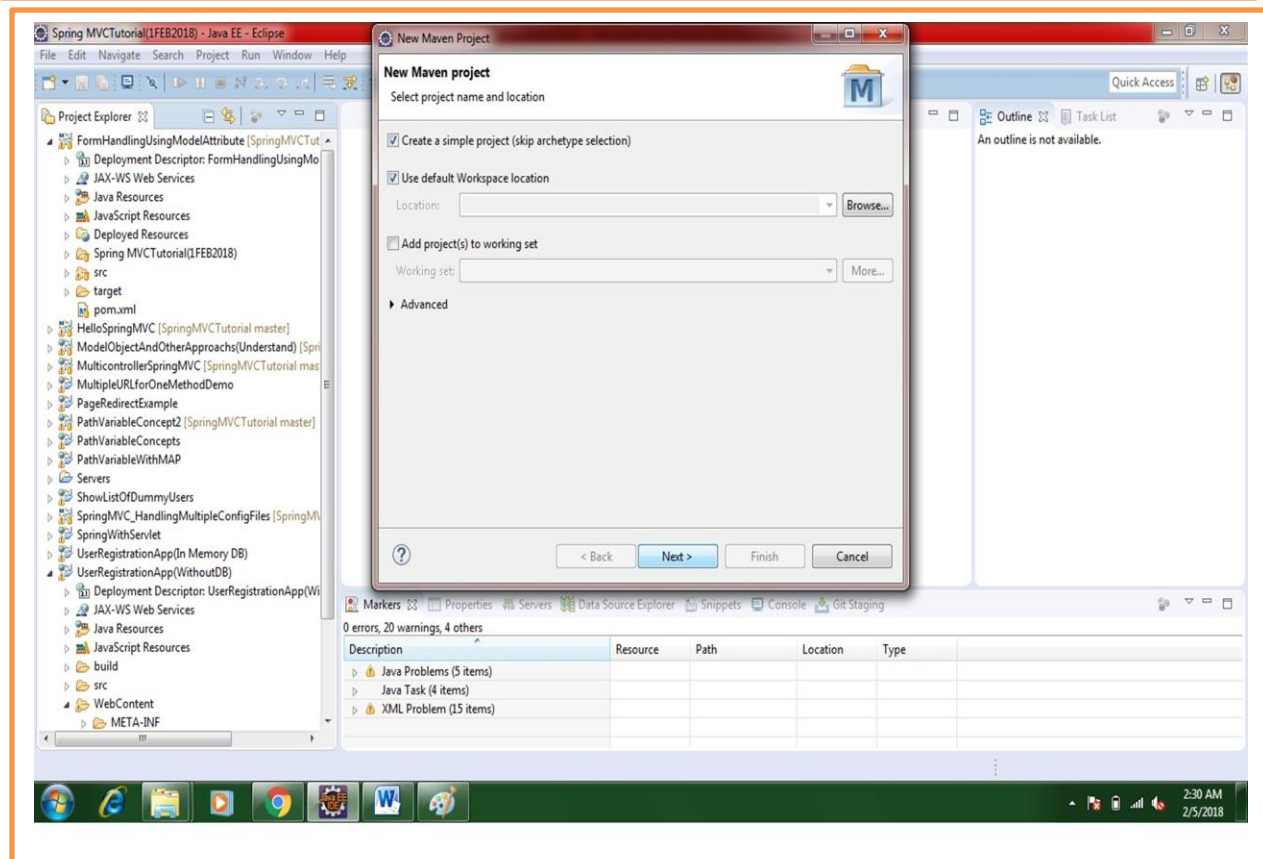 Spring MVCTutorial(1FEB2018) - Java EE - Eclipse
File Edit Navigate Search Project Run Window Help
Quick Access
Project Explorer
FormHandlingUsingModelAttribute [SpringMVCTut
Deployment Descriptor: FormHandlingUsingMo
JAX-WS Web Services
Java Resources
JavaScript Resources
Deployed Resources
Spring MVCTutorial(1FEB2018)
src
target
pom.xml
HelloSpringMVC [SpringMVCTutorial master]
ModelObjectAndOtherApproachs(Understand) [Spri
MulticontrollerSpringMVC [SpringMVCTutorial mas
MultipleURLforOneMethodDemo
PageRedirectExample
PathVariableConcept2 [SpringMVCTutorial master]
PathVariableConcepts
PathVariableWithMAP
Servers
ShowListOfDummyUsers
SpringMVC_HandlingMultipleConfigFiles [SpringMV
SpringWithServlet
UserRegistrationApp(In Memory DB)
UserRegistrationApp(WithoutDB)
Deployment Descriptor: UserRegistrationApp(Wi
JAX-WS Web Services
Java Resources
JavaScript Resources
build
src
WebContent
META-INF
New Maven Project
New Maven project
Select project name and location
M
Create a simple project (skip archetype selection)
Use default Workspace location
Location:
Browse...
Add project(s) to working set
Working set:
More...
Advanced
< Back Next > Finish Cancel
Outline Task List
An outline is not available.
Markers Properties Servers Data Source Explorer Snippets Console Git Staging
0 errors, 20 warnings, 4 others
Description Resource Path Location Type
Java Problems (5 items)
Java Task (4 items)
XML Problem (15 items)
Java EE
IDE
W
2:30 AM
2/5/2018